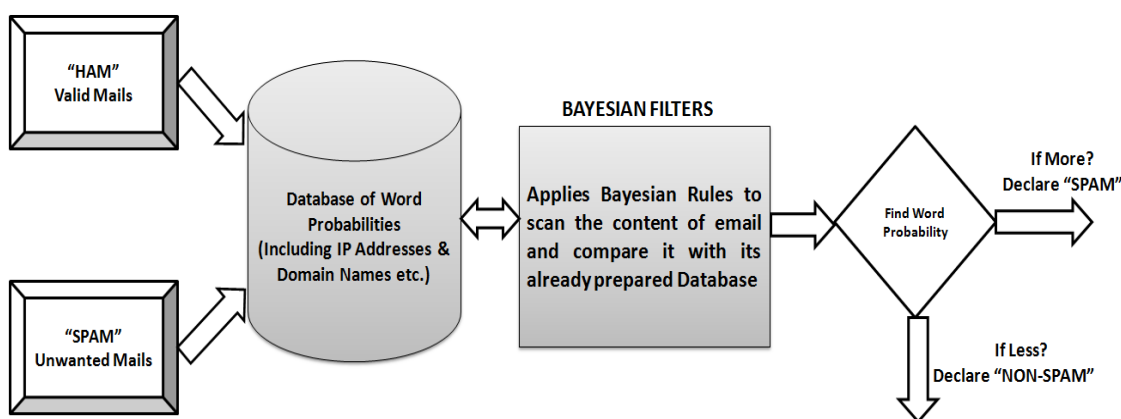 “HAM”
Valid Mails
“SPAM”
Unwanted Mails
Database of Word
Probabilities
(Including IP Addresses &
Domain Names etc.)
BAYESIAN FILTERS
Applies Bayesian Rules to
scan the content of email
and compare it with its
already prepared Database
Find Word
Probability
If More?
Declare “SPAM”
If Less?
Declare “NON-SPAM”